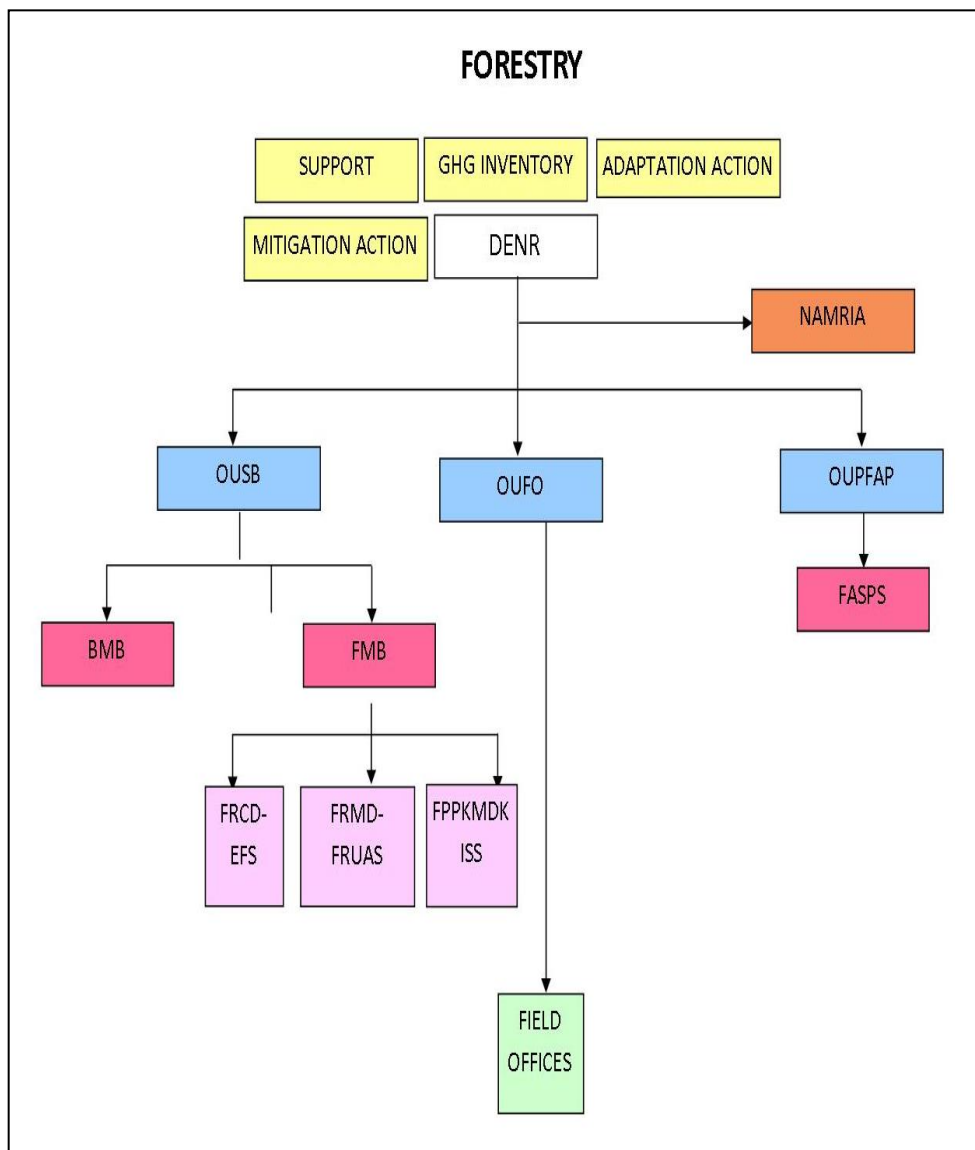 FORESTRY
SUPPORT
GHG INVENTORY
ADAPTATION ACTION
MITIGATION ACTION
DENR
NAMRIA
OUSB
OUFO
OUPFAP
FASPS
BMB
FMB
FRCD-
EFS
FRMD-
FRUAS
FPPKMDK
ISS
FIELD
OFFICES